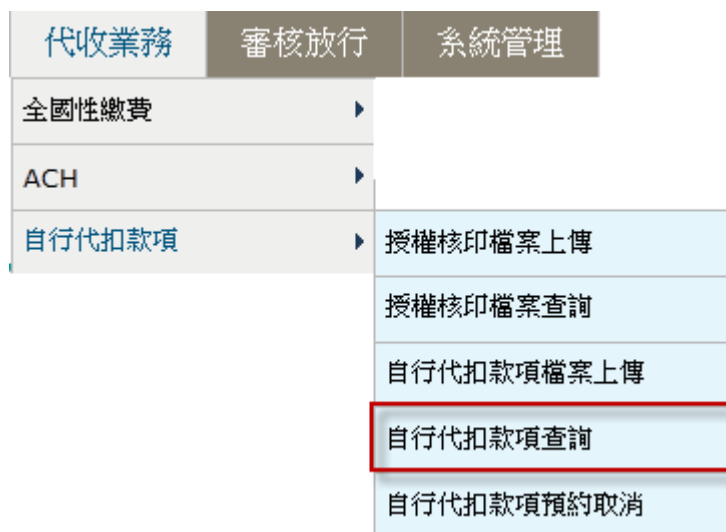 代收業務 審核放行 系統管理
全國性繳費
ACH
自行代扣款項
授權核印檔案上傳
授權核印檔案查詢
自行代扣款項檔案上傳
自行代扣款項查詢
自行代扣款項預約取消